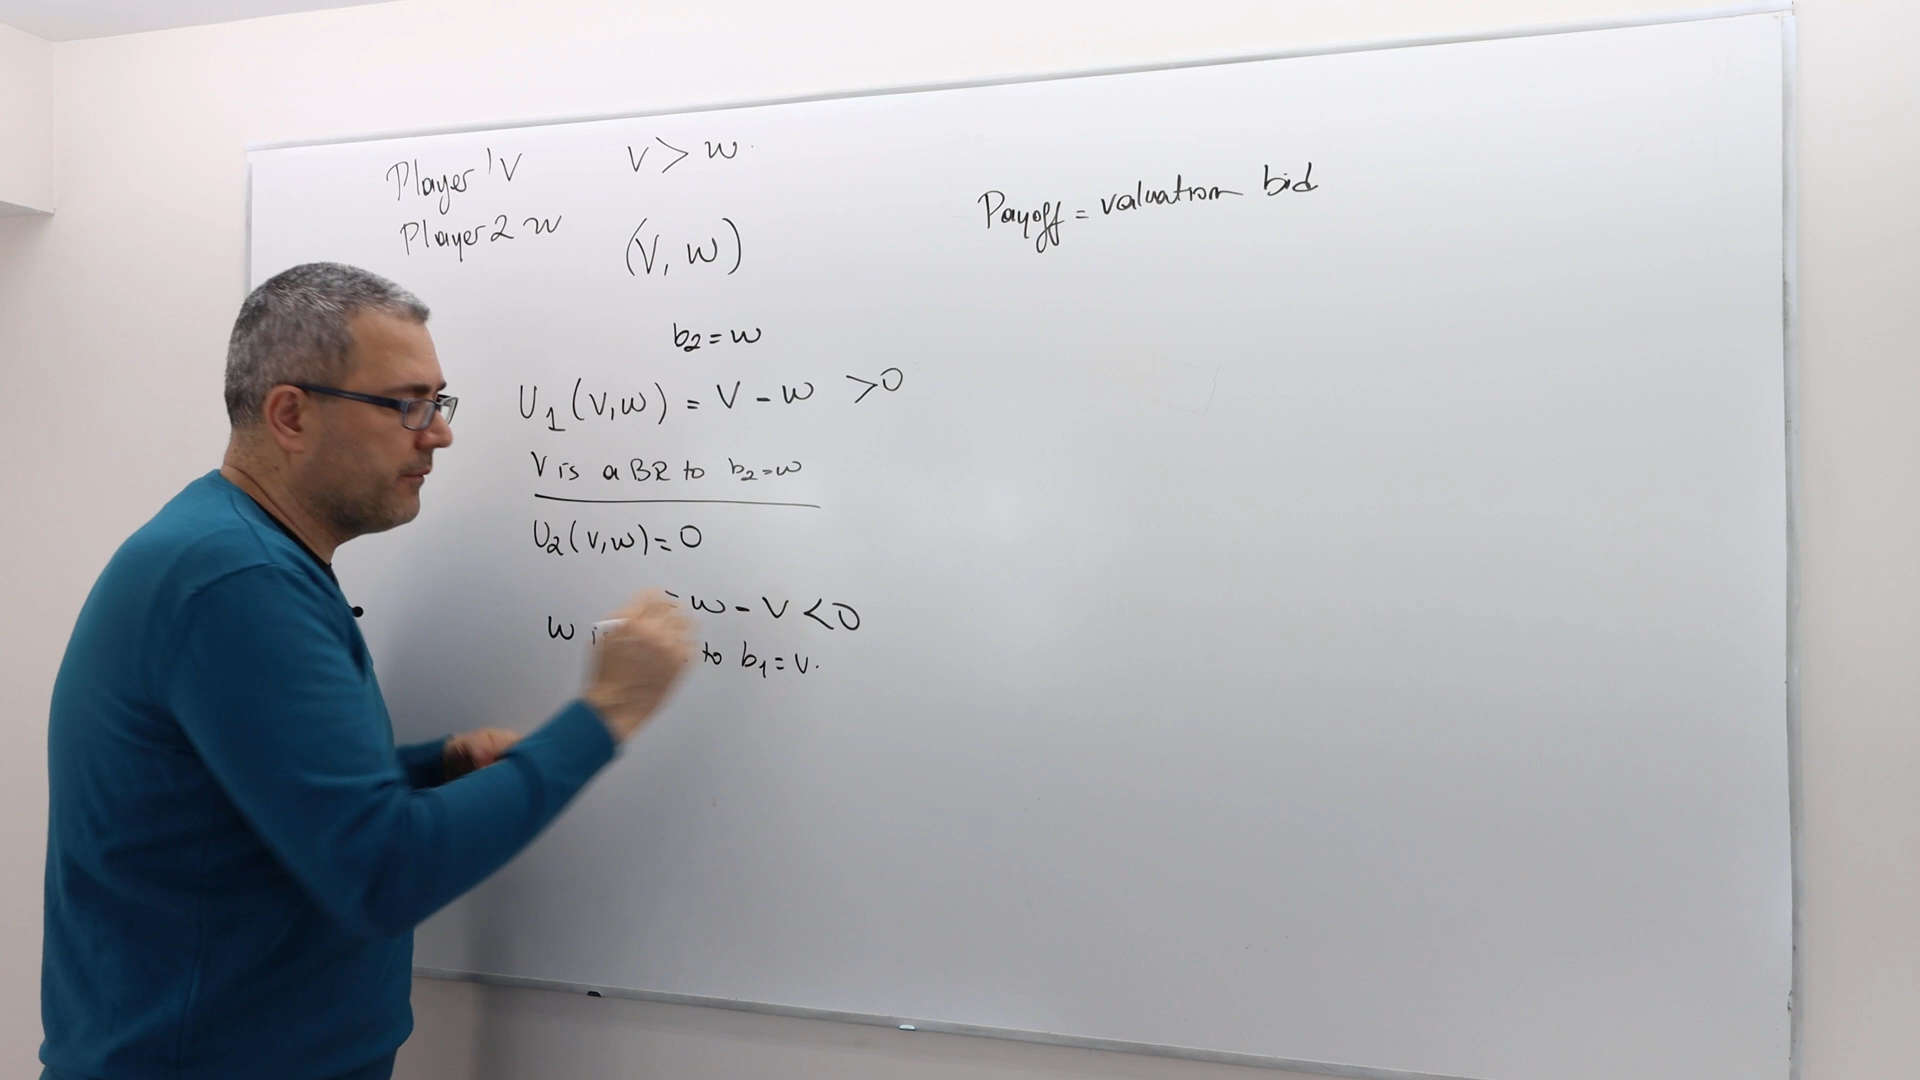 Player 1 V
V > w.
Player 2 w
(V, w)
Payoff = valuation bid
b2 = w
U1 (V, w) = V - w > 0
V is a BR to b2 = w
U2 (V, w) = 0
= w - V < 0
w
to b1 = V.